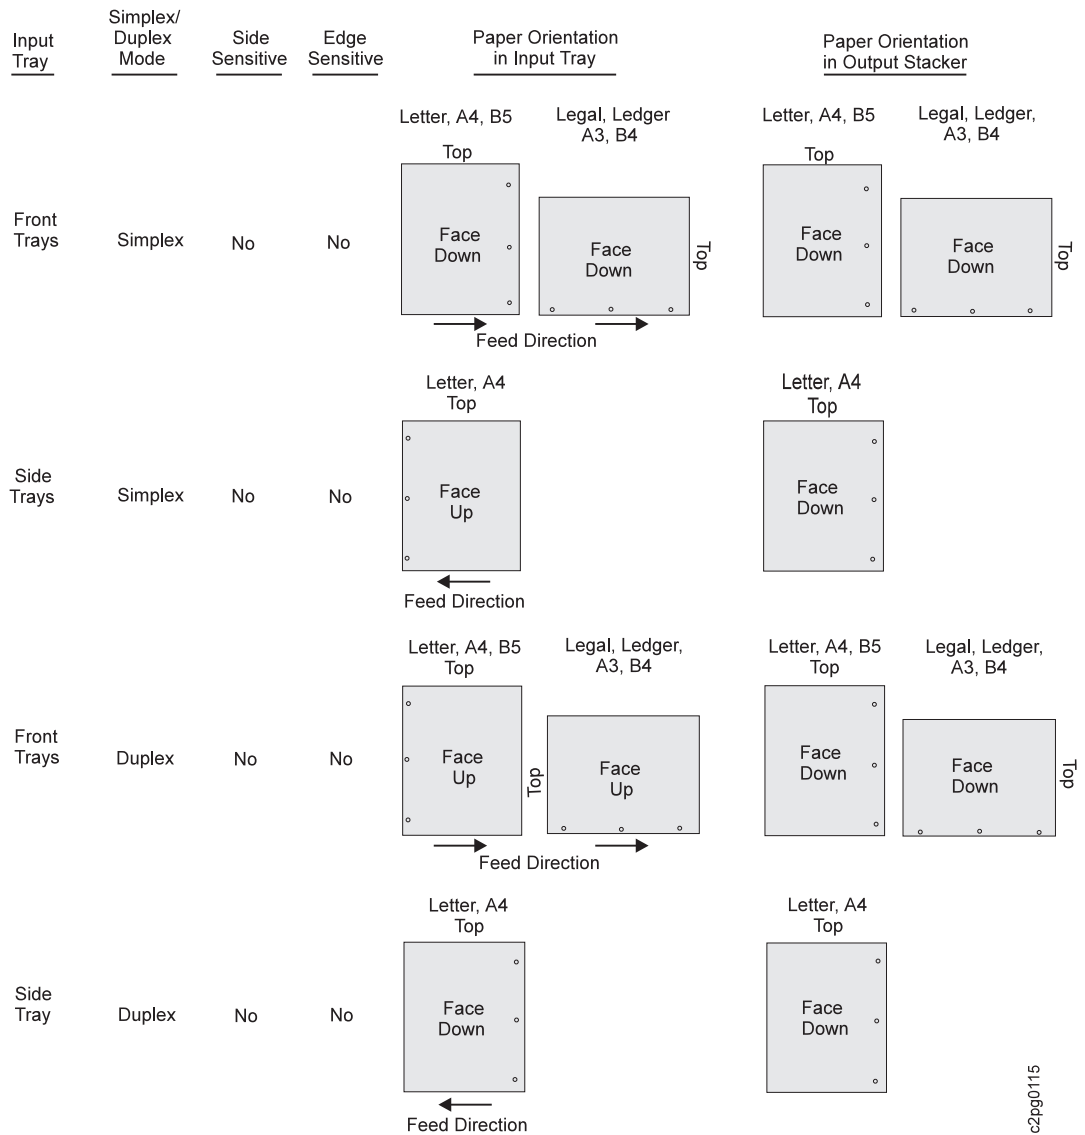 Input
Tray
Simplex/
Duplex
Mode
Side
Sensitive
Edge
Sensitive
Paper Orientation
in Input Tray
Paper Orientation
in Output Stacker
Letter, A4, B5
Legal, Ledger
A3, B4
Letter, A4, B5
Legal, Ledger,
A3, B4
Top
Top
Front
Trays
Simplex
No
No
Face
Down
Face
Down
Top
Face
Down
Face
Down
Top
Feed Direction
Letter, A4
Top
Letter, A4
Top
Side
Trays
Simplex
No
No
Face
Up
Face
Down
Feed Direction
Letter, A4, B5
Top
Legal, Ledger,
A3, B4
Letter, A4, B5
Top
Legal, Ledger,
A3, B4
Front
Trays
Duplex
No
No
Face
Up
Top
Face
Up
Face
Down
Face
Down
Top
Feed Direction
Letter, A4
Top
Letter, A4
Top
Side
Tray
Duplex
No
No
Face
Down
Face
Down
Feed Direction
c2pg0115